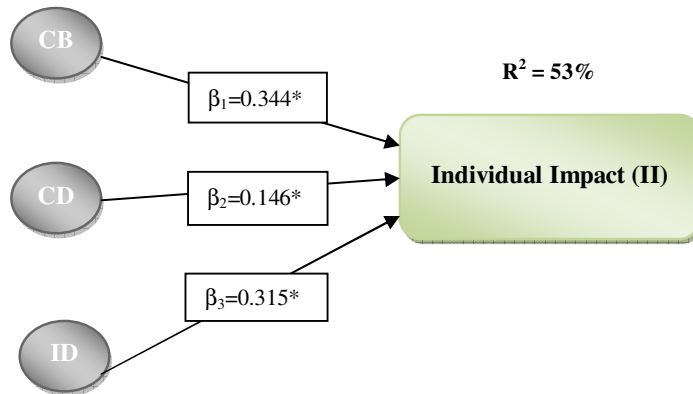 CB
R² = 53%
β₁=0.344*
Individual Impact (II)
CD
β₂=0.146*
β₃=0.315*
ID